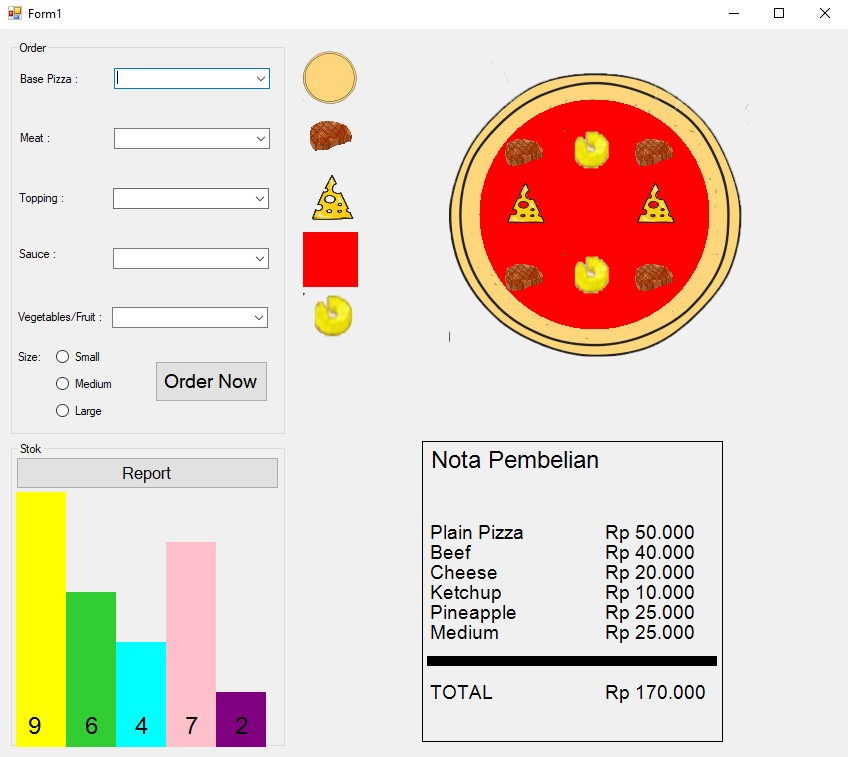 Form1
Order
Base Pizza :
Meat :
Topping :
Sauce :
Vegetables/Fruit :
Size:
Small
Medium
Large
Order Now
Stok
Report
9 6 4 7 2
Nota Pembelian
Plain Pizza Rp 50.000
Beef Rp 40.000
Cheese Rp 20.000
Ketchup Rp 10.000
Pineapple Rp 25.000
Medium Rp 25.000
TOTAL Rp 170.000